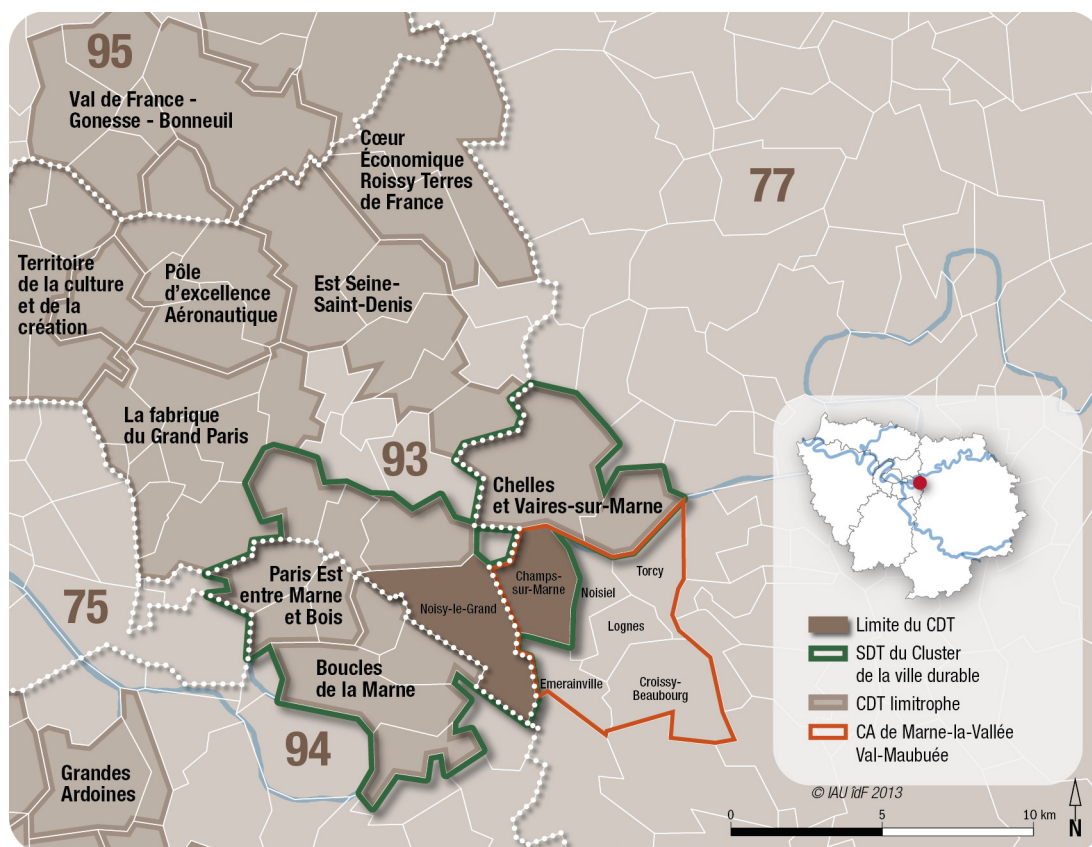 95
Val de France -
Gonesse - Bonneuil
Cœur
Économique
Roissy Terres
de France
77
Territoire
de la culture
et de la
création
Pôle
d'excellence
Aéronautique
Est Seine-
Saint-Denis
La fabrique
du Grand Paris
93
Chelles
et Vaires-sur-Marne
75
Paris Est
entre Marne
et Bois
Noisy-le-Grand
Champs-
sur-Marne
Noisiel
Torcy
Lognes
Boucles
de la Marne
Emerainville
Croissy-
Beaubourg
94
Grandes
Ardoines
Limite du CDT
SDT du Cluster
de la ville durable
CDT limitrophe
CA de Marne-la-Vallée
Val-Maubuée
© IAU îdF 2013
0 5 10 km
N